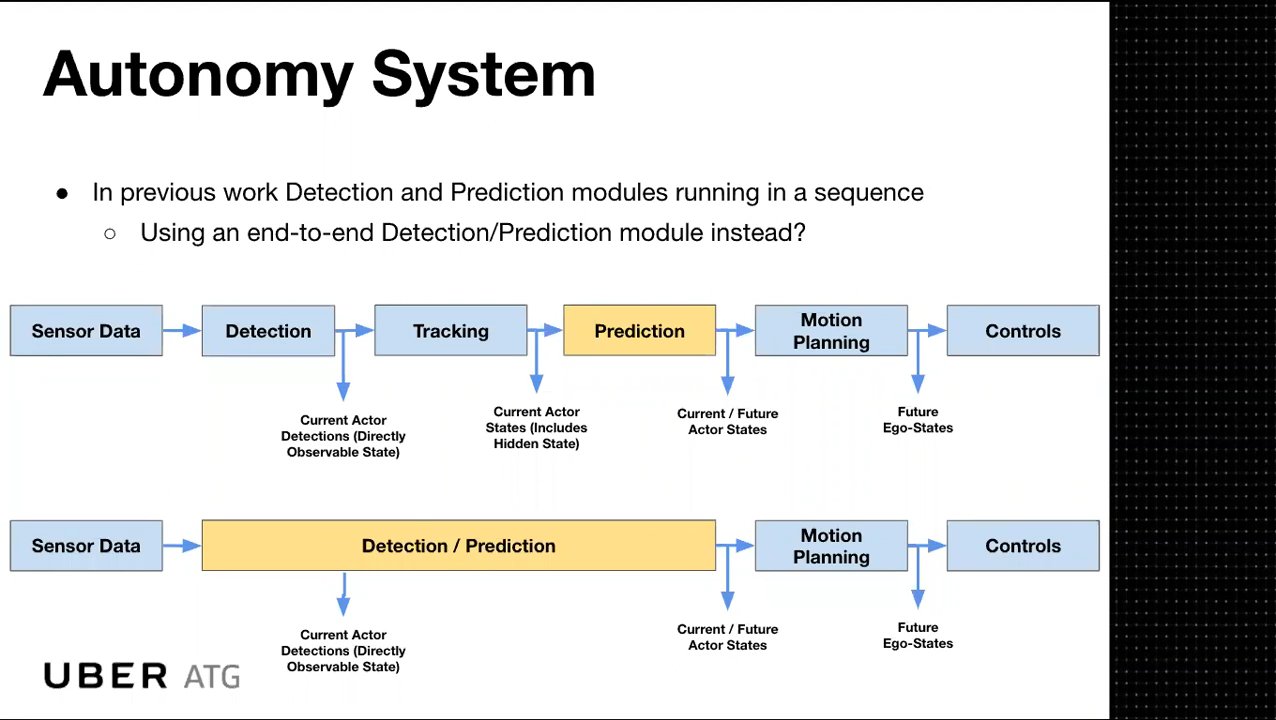 Autonomy System
● In previous work Detection and Prediction modules running in a sequence
○ Using an end-to-end Detection/Prediction module instead?
Sensor Data
Detection
Tracking
Prediction
Motion
Planning
Controls
Current Actor
Detections (Directly
Observable State)
Current Actor
States (Includes
Hidden State)
Current / Future
Actor States
Future
Ego-States
Sensor Data
Detection / Prediction
Motion
Planning
Controls
Current Actor
Detections (Directly
Observable State)
Current / Future
Actor States
Future
Ego-States
UBER ATG